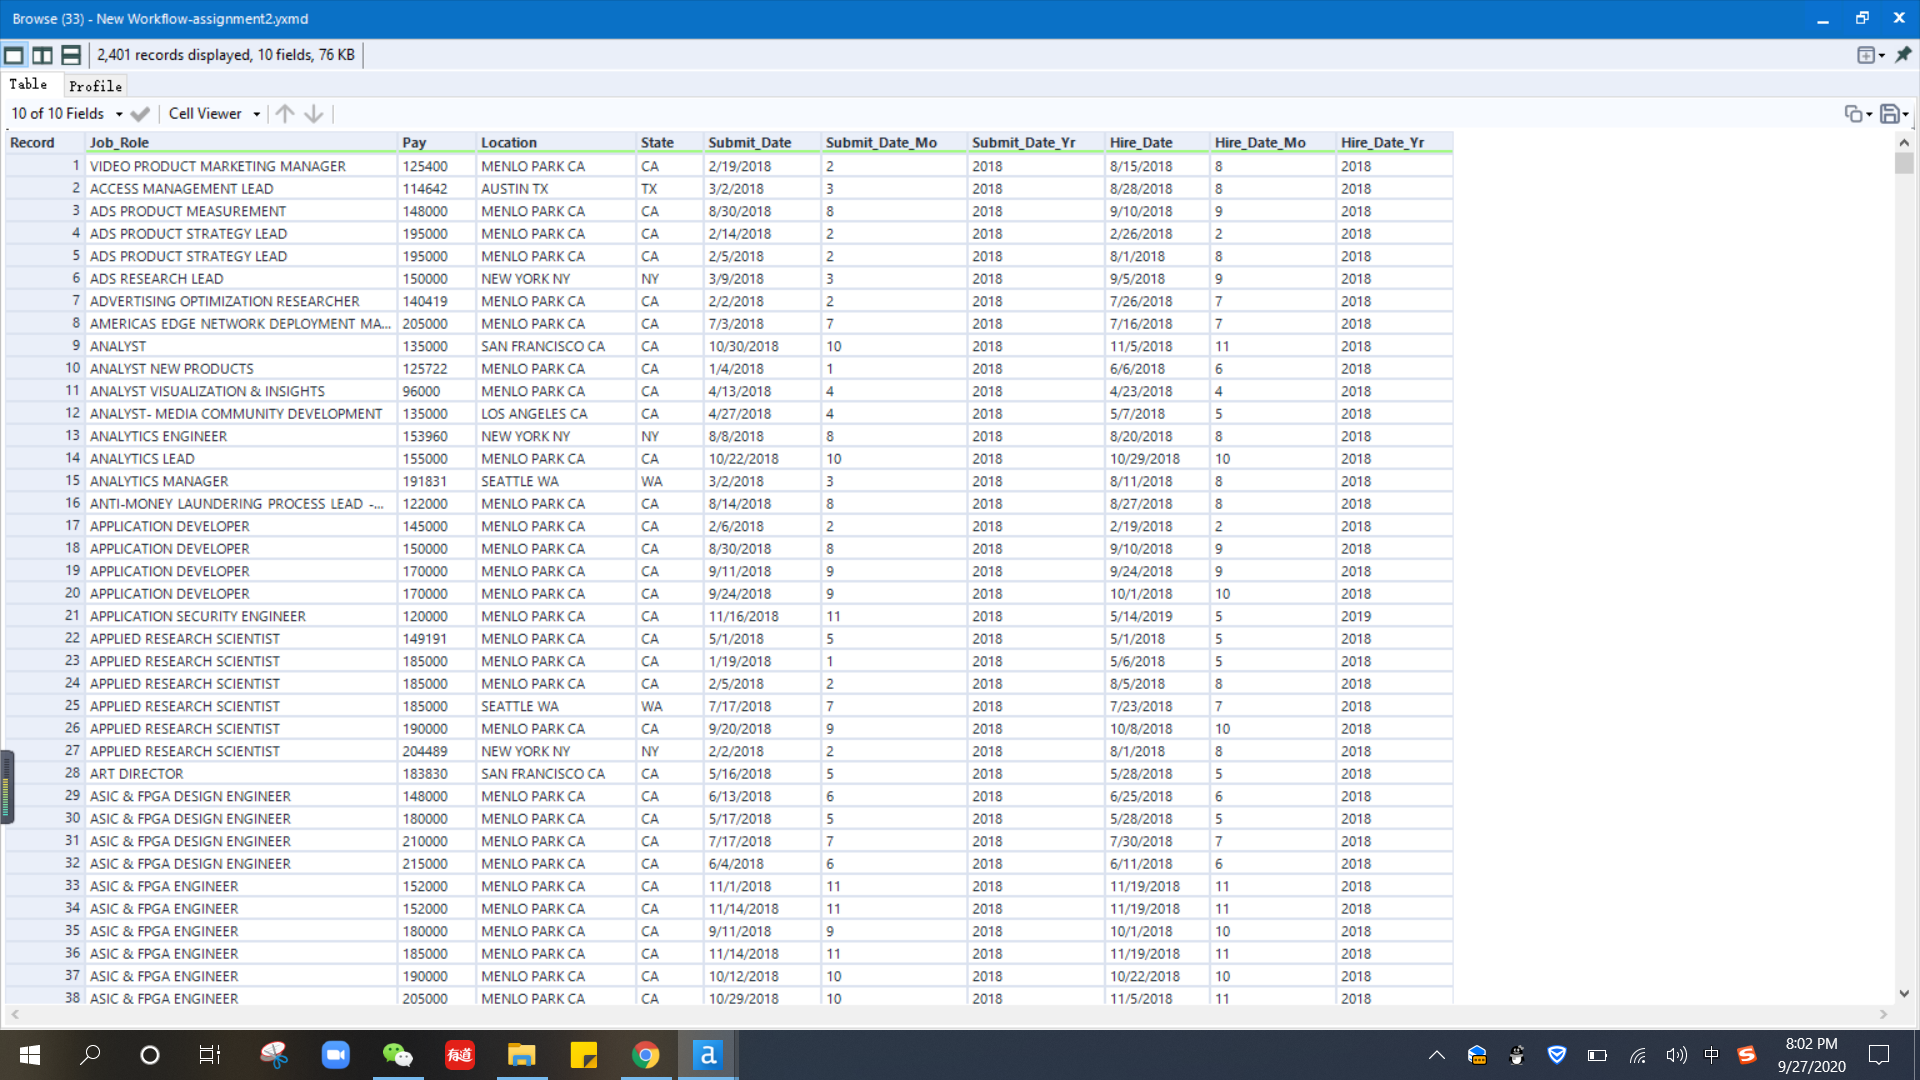 Browse (33) - New Workflow-assignment2.yxmd
2,401 records displayed, 10 fields, 76 KB
Table Profile
10 of 10 Fields Cell Viewer
Record Job_Role Pay Location State Submit_Date Submit_Date_Mo Submit_Date_Yr Hire_Date Hire_Date_Mo Hire_Date_Yr
1 VIDEO PRODUCT MARKETING MANAGER 125400 MENLO PARK CA CA 2/19/2018 2 2018 8/15/2018 8 2018
2 ACCESS MANAGEMENT LEAD 114642 AUSTIN TX TX 3/2/2018 3 2018 8/28/2018 8 2018
3 ADS PRODUCT MEASUREMENT 148000 MENLO PARK CA CA 8/30/2018 8 2018 9/10/2018 9 2018
4 ADS PRODUCT STRATEGY LEAD 195000 MENLO PARK CA CA 2/14/2018 2 2018 2/26/2018 2 2018
5 ADS PRODUCT STRATEGY LEAD 195000 MENLO PARK CA CA 2/5/2018 2 2018 8/1/2018 8 2018
6 ADS RESEARCH LEAD 150000 NEW YORK NY NY 3/9/2018 3 2018 9/5/2018 9 2018
7 ADVERTISING OPTIMIZATION RESEARCHER 140419 MENLO PARK CA CA 2/2/2018 2 2018 7/26/2018 7 2018
8 AMERICAS EDGE NETWORK DEPLOYMENT MA... 205000 MENLO PARK CA CA 7/3/2018 7 2018 7/16/2018 7 2018
9 ANALYST 135000 SAN FRANCISCO CA CA 10/30/2018 10 2018 11/5/2018 11 2018
10 ANALYST NEW PRODUCTS 125722 MENLO PARK CA CA 1/4/2018 1 2018 6/6/2018 6 2018
11 ANALYST VISUALIZATION & INSIGHTS 96000 MENLO PARK CA CA 4/13/2018 4 2018 4/23/2018 4 2018
12 ANALYST- MEDIA COMMUNITY DEVELOPMENT 135000 LOS ANGELES CA CA 4/27/2018 4 2018 5/7/2018 5 2018
13 ANALYTICS ENGINEER 153960 NEW YORK NY NY 8/8/2018 8 2018 8/20/2018 8 2018
14 ANALYTICS LEAD 155000 MENLO PARK CA CA 10/22/2018 10 2018 10/29/2018 10 2018
15 ANALYTICS MANAGER 191831 SEATTLE WA WA 3/2/2018 3 2018 8/11/2018 8 2018
16 ANTI-MONEY LAUNDERING PROCESS LEAD -... 122000 MENLO PARK CA CA 8/14/2018 8 2018 8/27/2018 8 2018
17 APPLICATION DEVELOPER 145000 MENLO PARK CA CA 2/6/2018 2 2018 2/19/2018 2 2018
18 APPLICATION DEVELOPER 150000 MENLO PARK CA CA 8/30/2018 8 2018 9/10/2018 9 2018
19 APPLICATION DEVELOPER 170000 MENLO PARK CA CA 9/11/2018 9 2018 9/24/2018 9 2018
20 APPLICATION DEVELOPER 170000 MENLO PARK CA CA 9/24/2018 9 2018 10/1/2018 10 2018
21 APPLICATION SECURITY ENGINEER 120000 MENLO PARK CA CA 11/16/2018 11 2018 5/14/2019 5 2019
22 APPLIED RESEARCH SCIENTIST 149191 MENLO PARK CA CA 5/1/2018 5 2018 5/1/2018 5 2018
23 APPLIED RESEARCH SCIENTIST 185000 MENLO PARK CA CA 1/19/2018 1 2018 5/6/2018 5 2018
24 APPLIED RESEARCH SCIENTIST 185000 MENLO PARK CA CA 2/5/2018 2 2018 8/5/2018 8 2018
25 APPLIED RESEARCH SCIENTIST 185000 SEATTLE WA WA 7/17/2018 7 2018 7/23/2018 7 2018
26 APPLIED RESEARCH SCIENTIST 190000 MENLO PARK CA CA 9/20/2018 9 2018 10/8/2018 10 2018
27 APPLIED RESEARCH SCIENTIST 204489 NEW YORK NY NY 2/2/2018 2 2018 8/1/2018 8 2018
28 ART DIRECTOR 183830 SAN FRANCISCO CA CA 5/16/2018 5 2018 5/28/2018 5 2018
29 ASIC & FPGA DESIGN ENGINEER 148000 MENLO PARK CA CA 6/13/2018 6 2018 6/25/2018 6 2018
30 ASIC & FPGA DESIGN ENGINEER 180000 MENLO PARK CA CA 5/17/2018 5 2018 5/28/2018 5 2018
31 ASIC & FPGA DESIGN ENGINEER 210000 MENLO PARK CA CA 7/17/2018 7 2018 7/30/2018 7 2018
32 ASIC & FPGA DESIGN ENGINEER 215000 MENLO PARK CA CA 6/4/2018 6 2018 6/11/2018 6 2018
33 ASIC & FPGA ENGINEER 152000 MENLO PARK CA CA 11/1/2018 11 2018 11/19/2018 11 2018
34 ASIC & FPGA ENGINEER 152000 MENLO PARK CA CA 11/14/2018 11 2018 11/19/2018 11 2018
35 ASIC & FPGA ENGINEER 180000 MENLO PARK CA CA 9/11/2018 9 2018 10/1/2018 10 2018
36 ASIC & FPGA ENGINEER 185000 MENLO PARK CA CA 11/14/2018 11 2018 11/19/2018 11 2018
37 ASIC & FPGA ENGINEER 190000 MENLO PARK CA CA 10/12/2018 10 2018 10/22/2018 10 2018
38 ASIC & FPGA ENGINEER 205000 MENLO PARK CA CA 10/29/2018 10 2018 11/5/2018 11 2018
有道 a 中 S 8:02 PM
9/27/2020